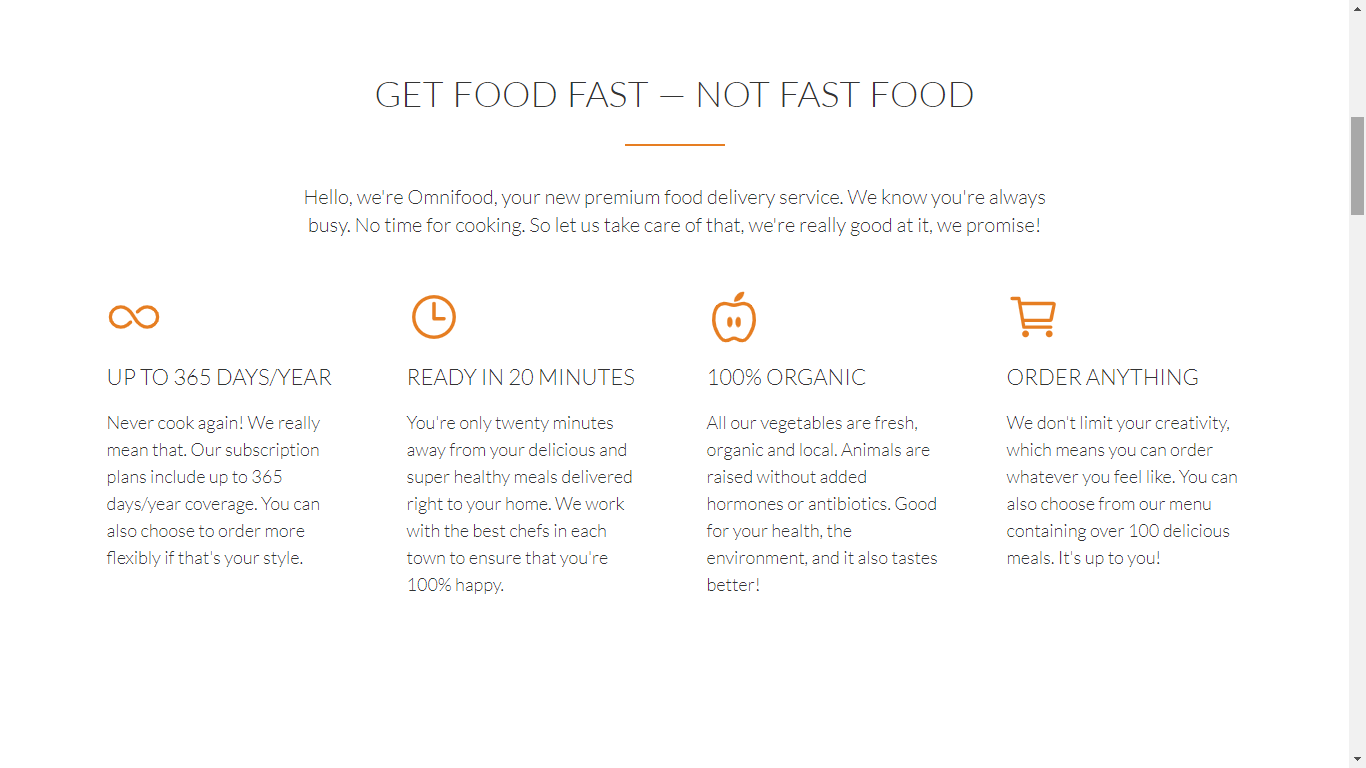 GET FOOD FAST — NOT FAST FOOD
Hello, we're Omnifood, your new premium food delivery service. We know you're always
busy. No time for cooking. So let us take care of that, we're really good at it, we promise!
UP TO 365 DAYS/YEAR
Never cook again! We really
mean that. Our subscription
plans include up to 365
days/year coverage. You can
also choose to order more
flexibly if that's your style.
READY IN 20 MINUTES
You're only twenty minutes
away from your delicious and
super healthy meals delivered
right to your home. We work
with the best chefs in each
town to ensure that you're
100% happy.
100% ORGANIC
All our vegetables are fresh,
organic and local. Animals are
raised without added
hormones or antibiotics. Good
for your health, the
environment, and it also tastes
better!
ORDER ANYTHING
We don't limit your creativity,
which means you can order
whatever you feel like. You can
also choose from our menu
containing over 100 delicious
meals. It's up to you!